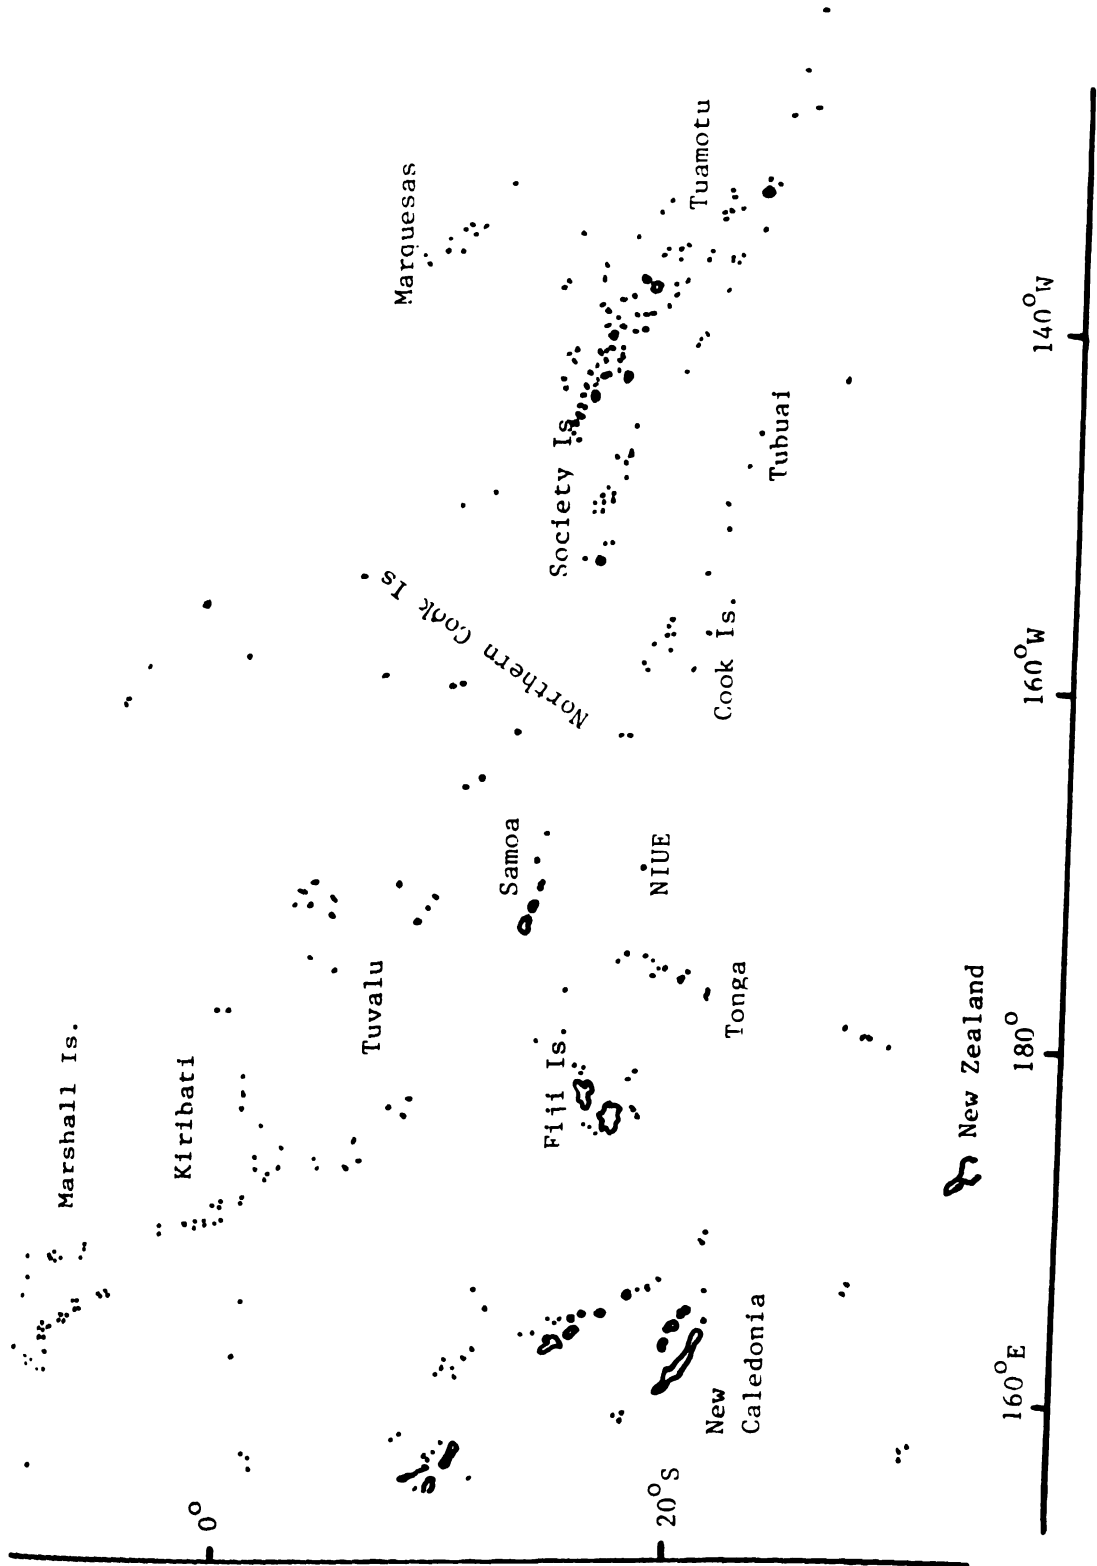 Marshall Is.
Kiribati
0°
Marquesas
Northern Cook Is
Tuvalu
Samoa
Society Is
Fiji Is.
Tuamotu
NIUE
20°S
Cook Is.
Tubuai
Tonga
New
Caledonia
New Zealand
160°E
180°
160°W
140°W